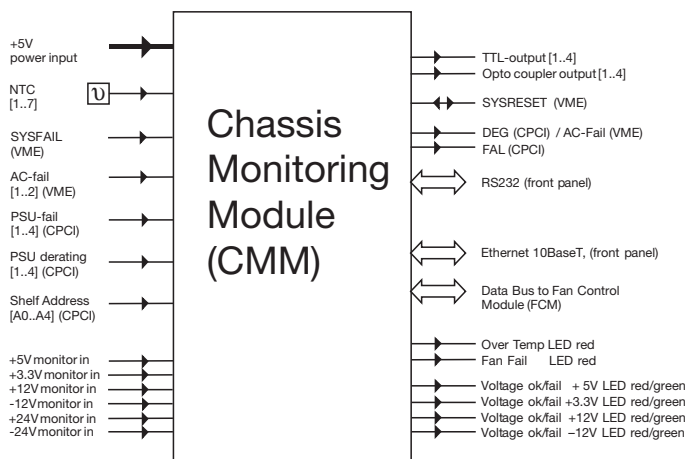 +5V
power input
NTC
[1..7]
υ
SYSFAIL
(VME)
AC-fail
[1..2] (VME)
PSU-fail
[1..4] (CPCI)
PSU derating
[1..4] (CPCI)
Shelf Address
[A0..A4] (CPCI)
+5V monitor in
+3.3V monitor in
+12V monitor in
-12V monitor in
+24V monitor in
-24V monitor in
Chassis
Monitoring
Module
(CMM)
TTL-output [1..4]
Opto coupler output [1..4]
SYSRESET (VME)
DEG (CPCI) / AC-Fail (VME)
FAL (CPCI)
RS232 (front panel)
Ethernet 10BaseT, (front panel)
Data Bus to Fan Control
Module (FCM)
Over Temp LED red
Fan Fail LED red
Voltage ok/fail + 5V LED red/green
Voltage ok/fail +3.3V LED red/green
Voltage ok/fail +12V LED red/green
Voltage ok/fail –12V LED red/green